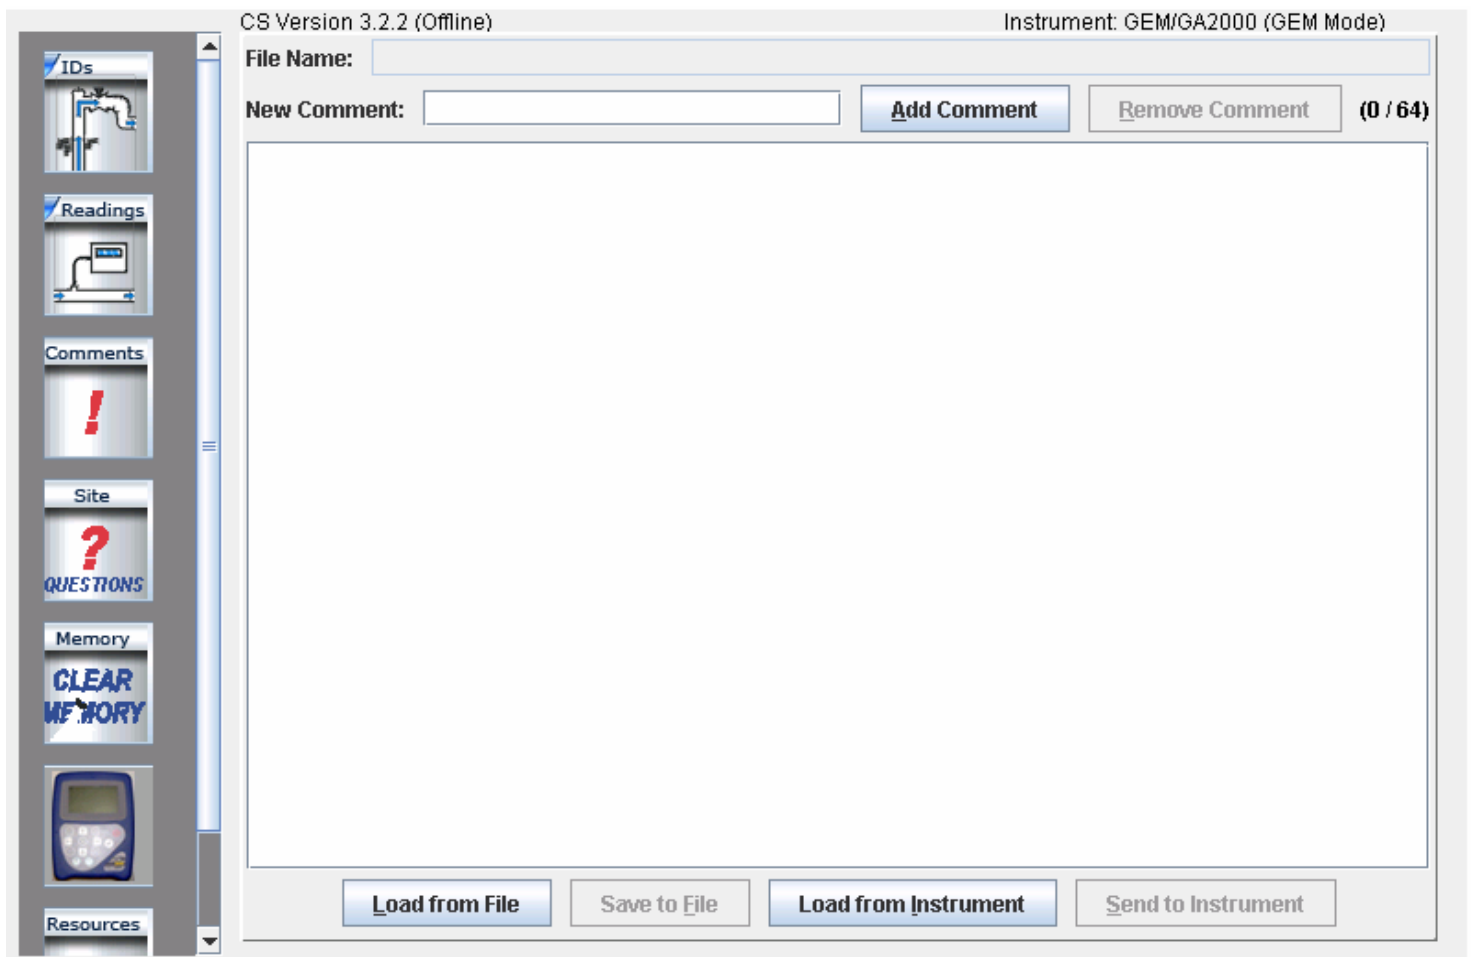 CS Version 3.2.2 (Offline) Instrument: GEM/GA2000 (GEM Mode)
File Name:
New Comment: Add Comment Remove Comment (0 / 64)
IDs
Readings
Comments
!
Site
?
QUESTIONS
Memory
CLEAR
MEMORY
Resources
Load from File Save to File Load from Instrument Send to Instrument